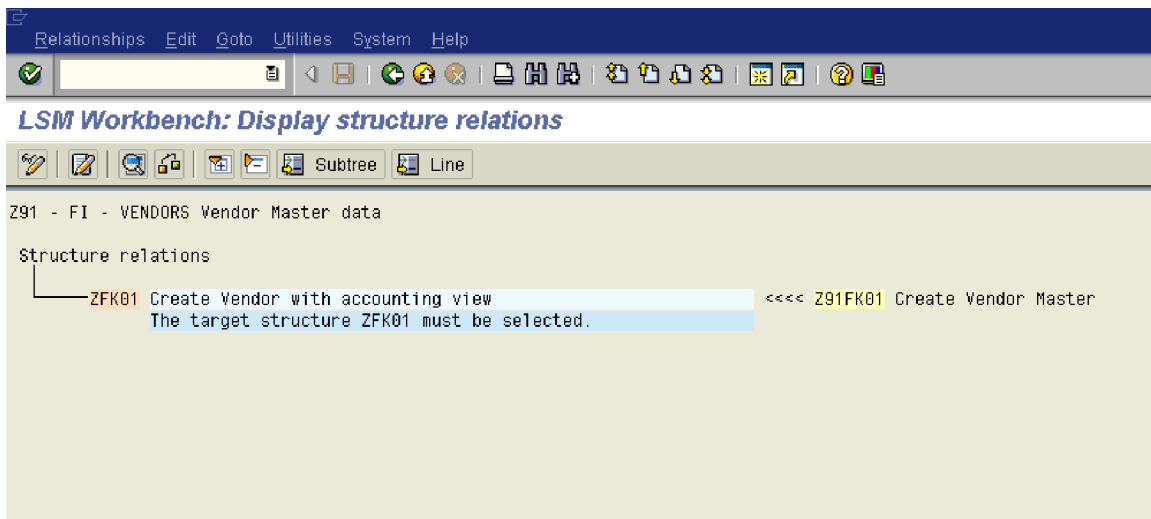 Relationships Edit Goto Utilities System Help
LSM Workbench: Display structure relations
Subtree Line
Z91 - FI - VENDORS Vendor Master data
Structure relations
ZFK01 Create Vendor with accounting view <<<< Z91FK01 Create Vendor Master
The target structure ZFK01 must be selected.